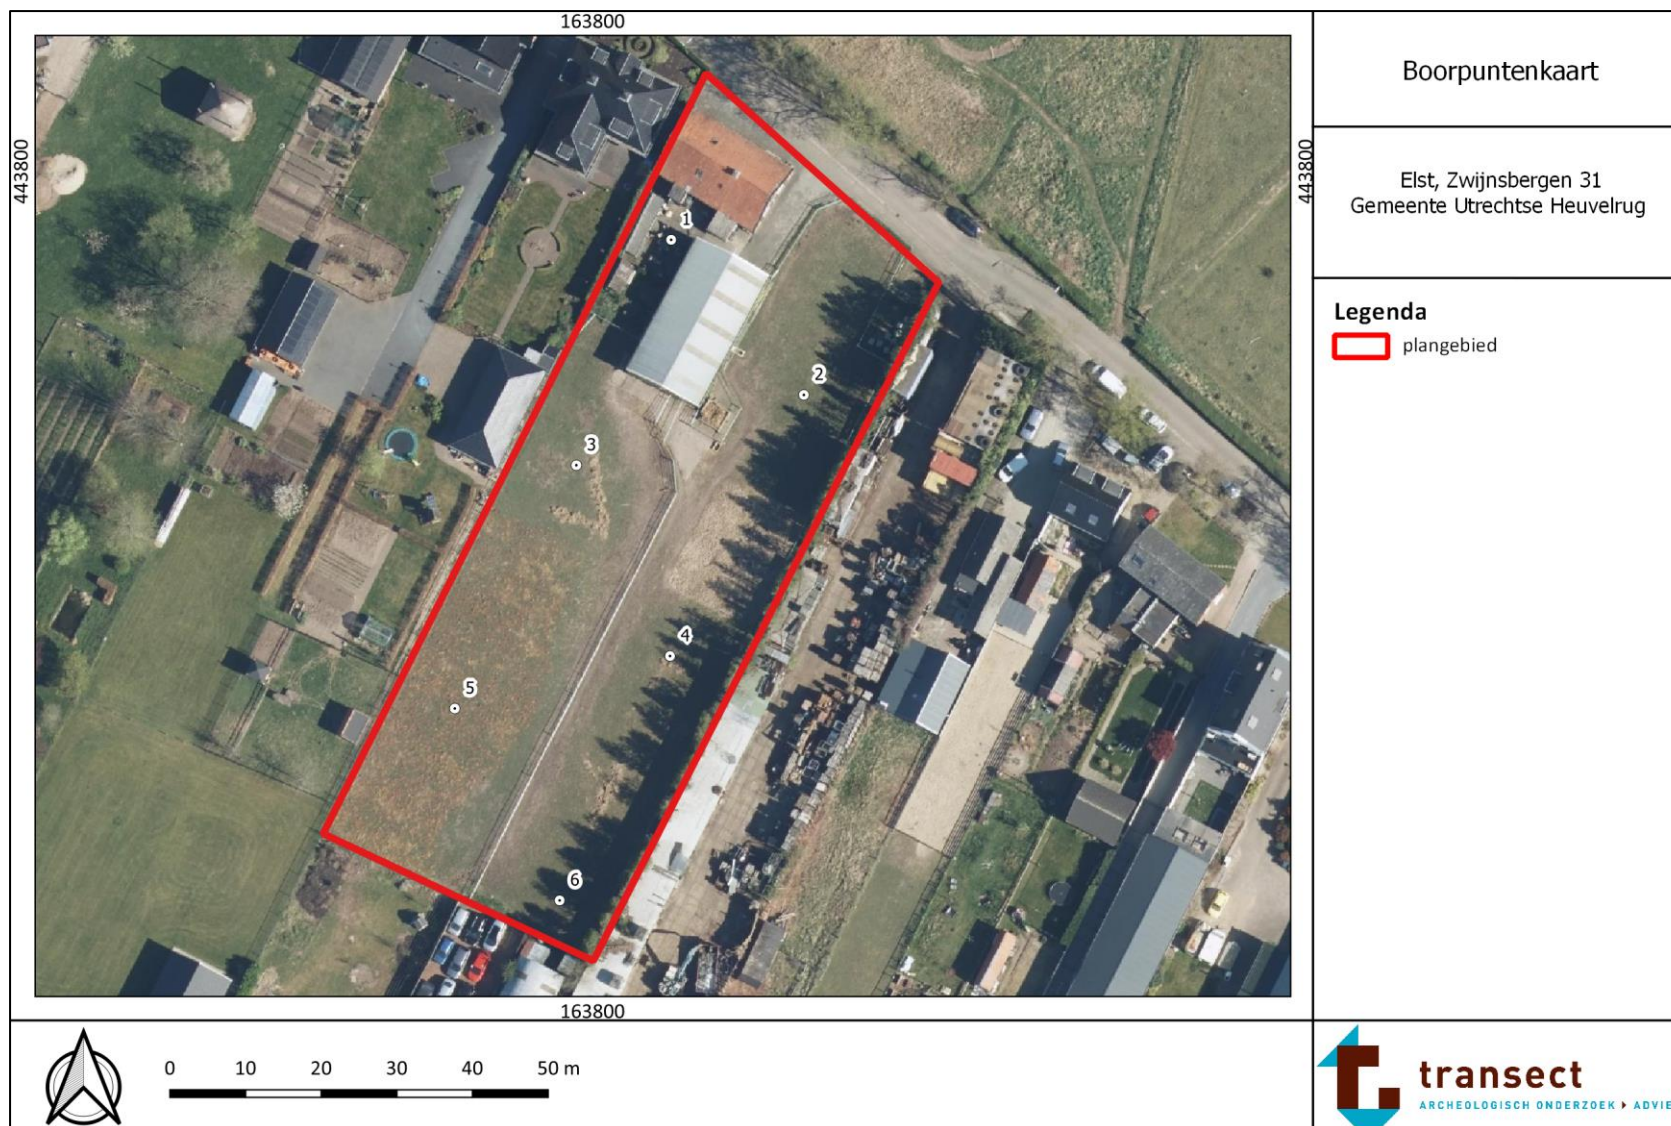 163800
443800
443800
1
2
3
4
5
6
163800
Boorpuntenkaart
Elst, Zwijnsbergen 31
Gemeente Utrechtse Heuvelrug
Legenda
plangebied
0 10 20 30 40 50 m
transect
ARCHEOLOGISCH ONDERZOEK ▸ ADVIE